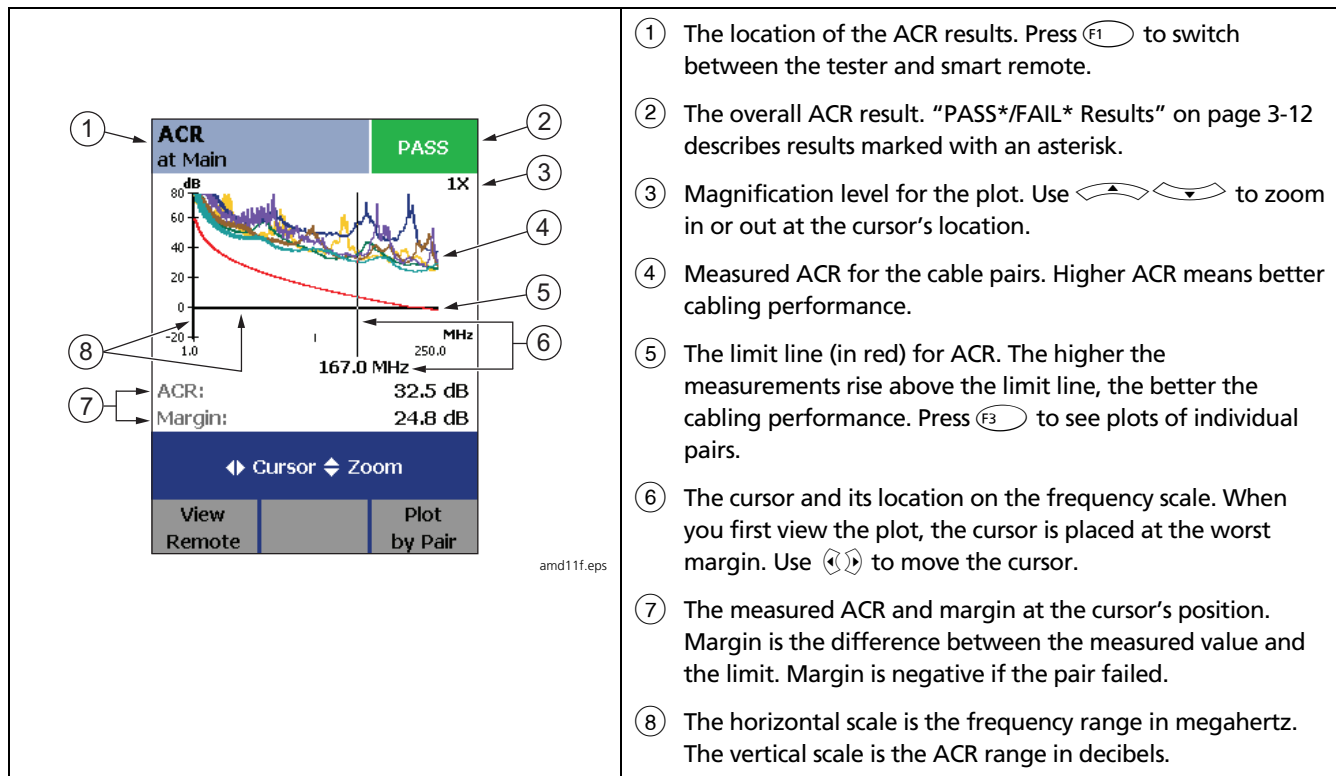 1
ACR
at Main
PASS
2
1X
3
dB
80
60
40
20
0
-20
4
5
MHz
1.0
250.0
6
167.0 MHz
8
7
ACR: 32.5 dB
Margin: 24.8 dB
Cursor Zoom
View
Remote
Plot
by Pair
amd11f.eps
1 The location of the ACR results. Press F1 to switch
between the tester and smart remote.
2 The overall ACR result. “PASS*/FAIL* Results” on page 3-12
describes results marked with an asterisk.
3 Magnification level for the plot. Use to zoom
in or out at the cursor’s location.
4 Measured ACR for the cable pairs. Higher ACR means better
cabling performance.
5 The limit line (in red) for ACR. The higher the
measurements rise above the limit line, the better the
cabling performance. Press F3 to see plots of individual
pairs.
6 The cursor and its location on the frequency scale. When
you first view the plot, the cursor is placed at the worst
margin. Use to move the cursor.
7 The measured ACR and margin at the cursor’s position.
Margin is the difference between the measured value and
the limit. Margin is negative if the pair failed.
8 The horizontal scale is the frequency range in megahertz.
The vertical scale is the ACR range in decibels.